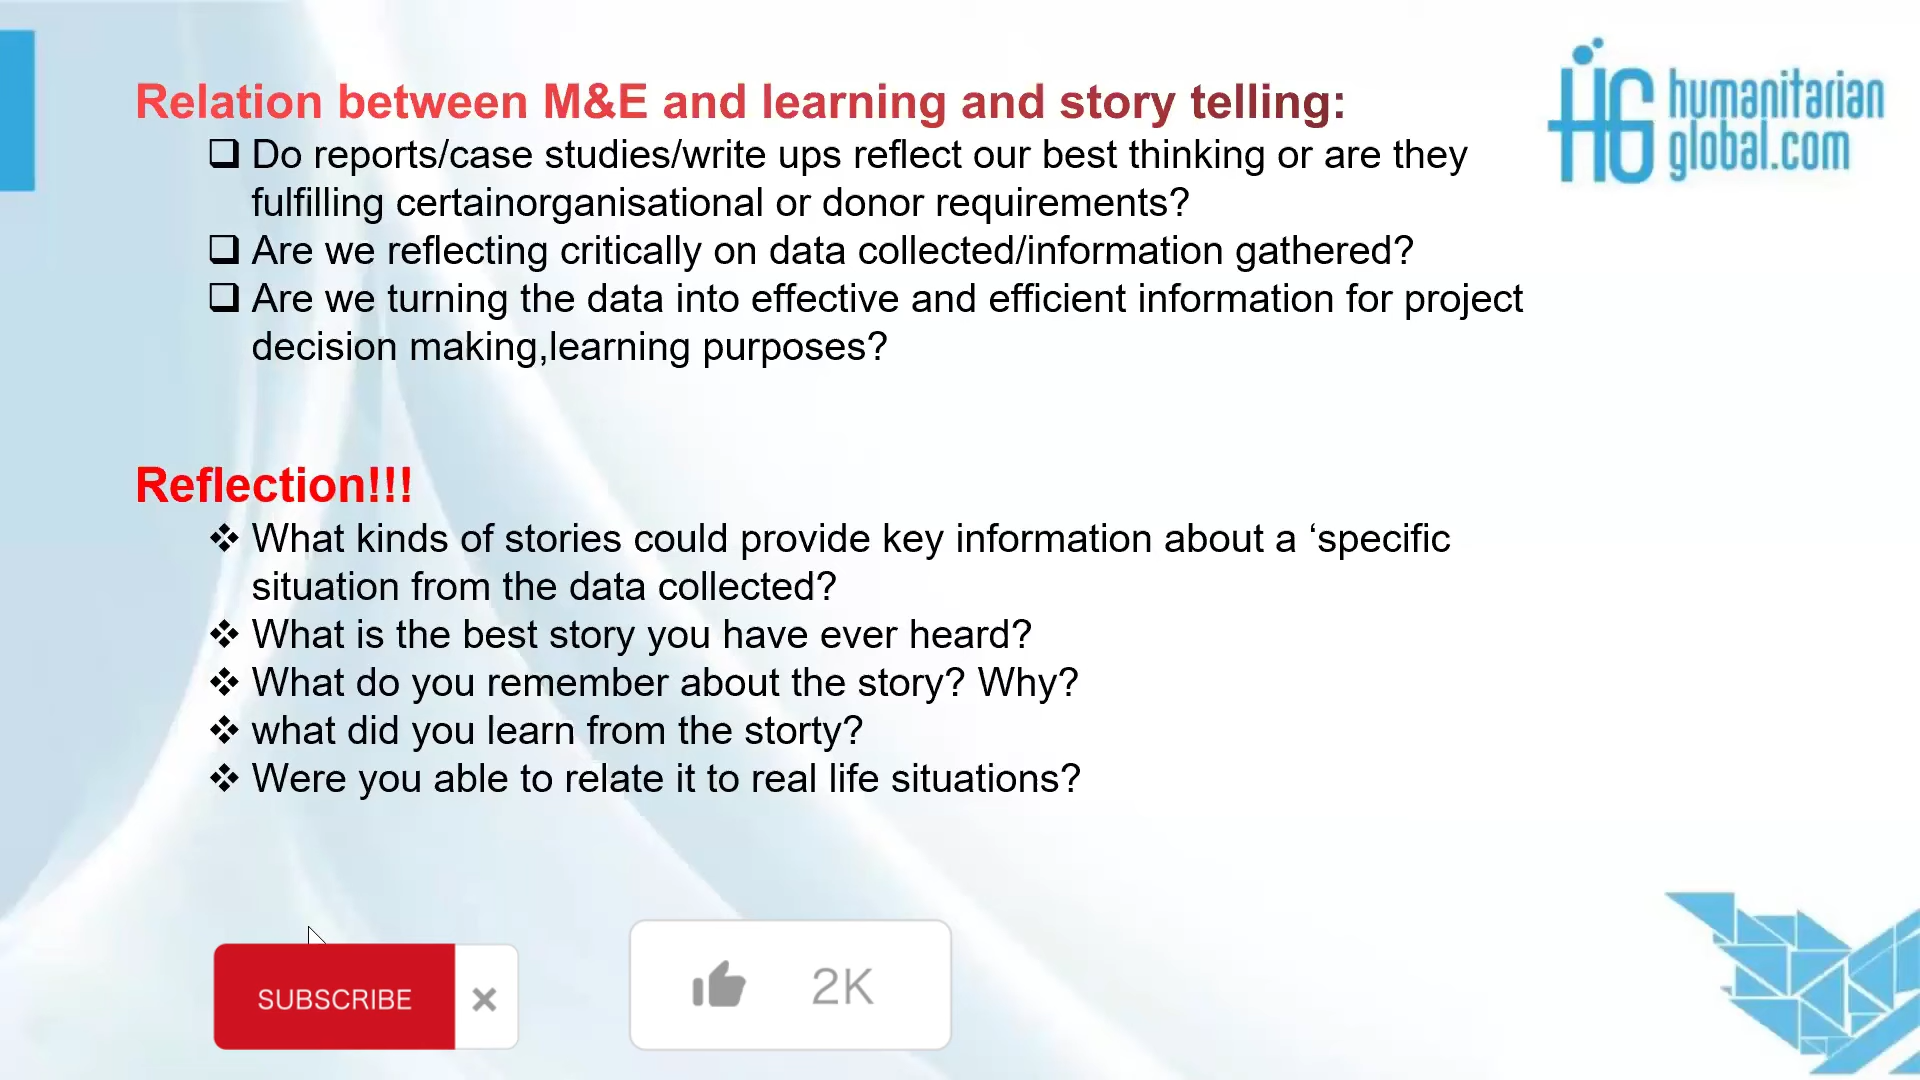 Relation between M&E and learning and story telling:
❑ Do reports/case studies/write ups reflect our best thinking or are they
fulfilling certainorganisational or donor requirements?
❑ Are we reflecting critically on data collected/information gathered?
❑ Are we turning the data into effective and efficient information for project
decision making,learning purposes?
humanitarian
global.com
Reflection!!!
❖ What kinds of stories could provide key information about a ‘specific
situation from the data collected?
❖ What is the best story you have ever heard?
❖ What do you remember about the story? Why?
❖ what did you learn from the storty?
❖ Were you able to relate it to real life situations?
SUBSCRIBE
2K